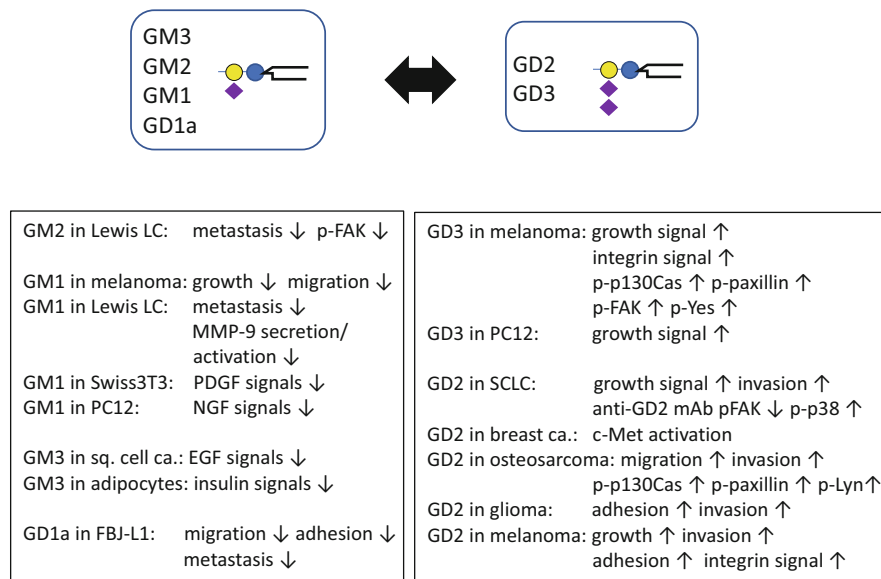 GM3
GM2
GM1
GD1a
GD2
GD3
GM2 in Lewis LC: metastasis ↓ p-FAK ↓
GM1 in melanoma: growth ↓ migration ↓
GM1 in Lewis LC: metastasis ↓
MMP-9 secretion/
activation ↓
GM1 in Swiss3T3: PDGF signals ↓
GM1 in PC12: NGF signals ↓
GM3 in sq. cell ca.: EGF signals ↓
GM3 in adipocytes: insulin signals ↓
GD1a in FBJ-L1: migration ↓ adhesion ↓
metastasis ↓
GD3 in melanoma: growth signal ↑
integrin signal ↑
p-p130Cas ↑ p-paxillin ↑
p-FAK ↑ p-Yes ↑
GD3 in PC12: growth signal ↑
GD2 in SCLC: growth signal ↑ invasion ↑
anti-GD2 mAb pFAK ↓ p-p38 ↑
GD2 in breast ca.: c-Met activation
GD2 in osteosarcoma: migration ↑ invasion ↑
p-p130Cas ↑ p-paxillin ↑ p-Lyn↑
GD2 in glioma: adhesion ↑ invasion ↑
GD2 in melanoma: growth ↑ invasion ↑
adhesion ↑ integrin signal ↑